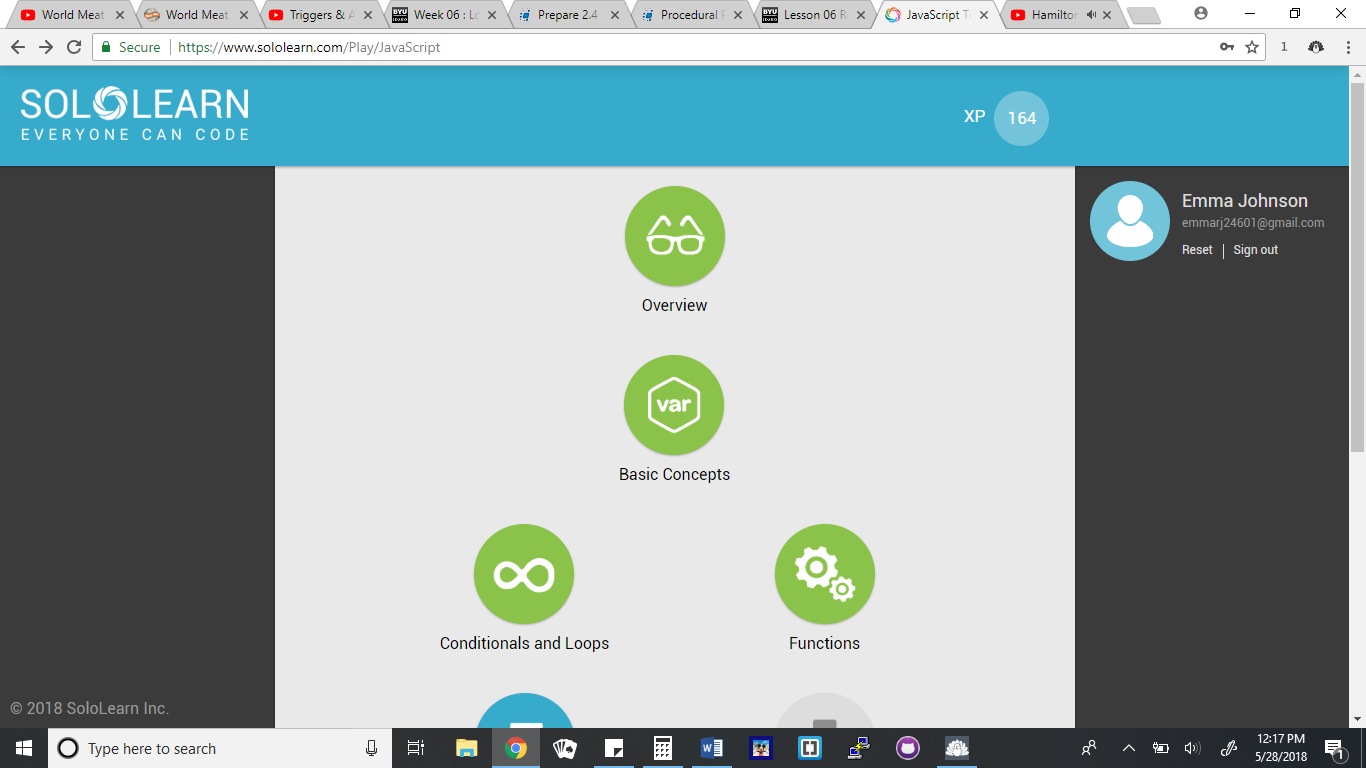 World Meat
World Meat
Triggers & A
Week 06 : Lo
Prepare 2.4
Procedural P
Lesson 06 R
JavaScript T
Hamilton
Secure
https://www.sololearn.com/Play/JavaScript
1
SOLOLEARN
EVERYONE CAN CODE
XP
164
Emma Johnson
emmarj24601@gmail.com
Reset | Sign out
Overview
var
Basic Concepts
Conditionals and Loops
Functions
© 2018 SoloLearn Inc.
Type here to search
12:17 PM
5/28/2018
1